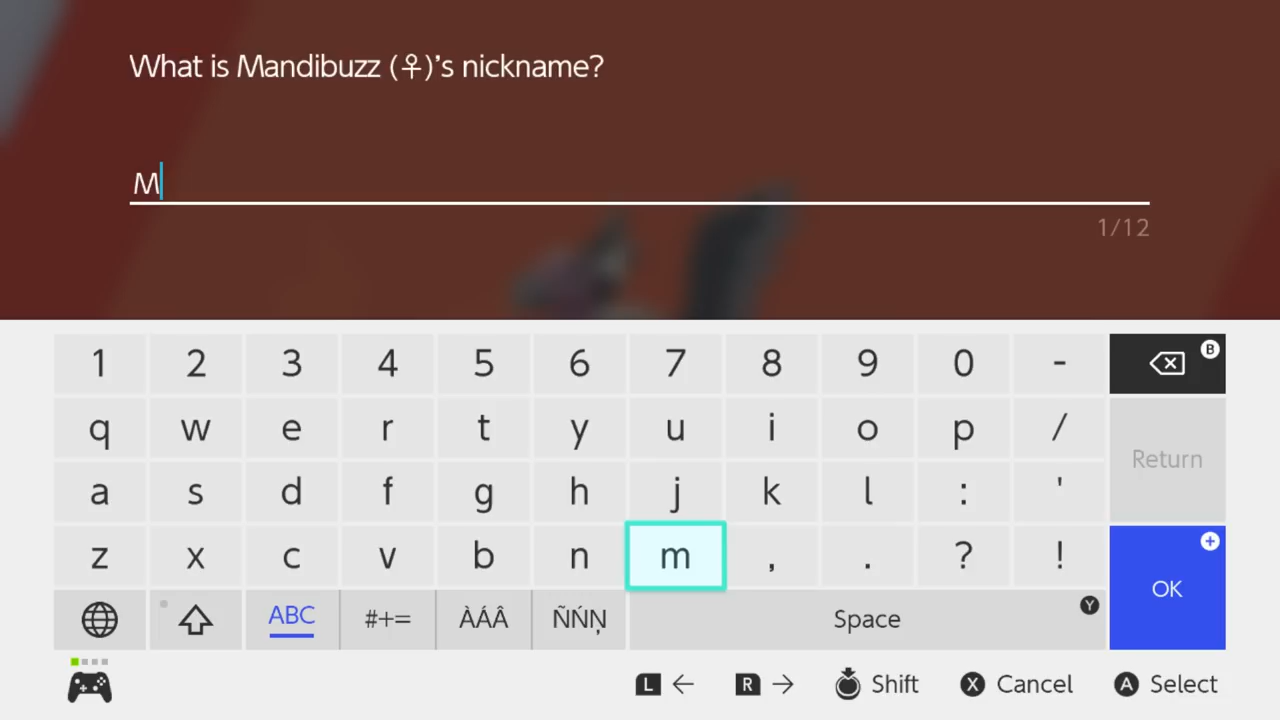 What is Mandibuzz (♀)'s nickname?
M
1/12
1 2 3 4 5 6 7 8 9 0 -
B
q w e r t y u i o p /
Return
a s d f g h j k l : '
z x c v b n m , . ? !
+
OK
ABC #+= ÀÁÂ ÑŃŅ Space Y
L ← R → Shift X Cancel A Select